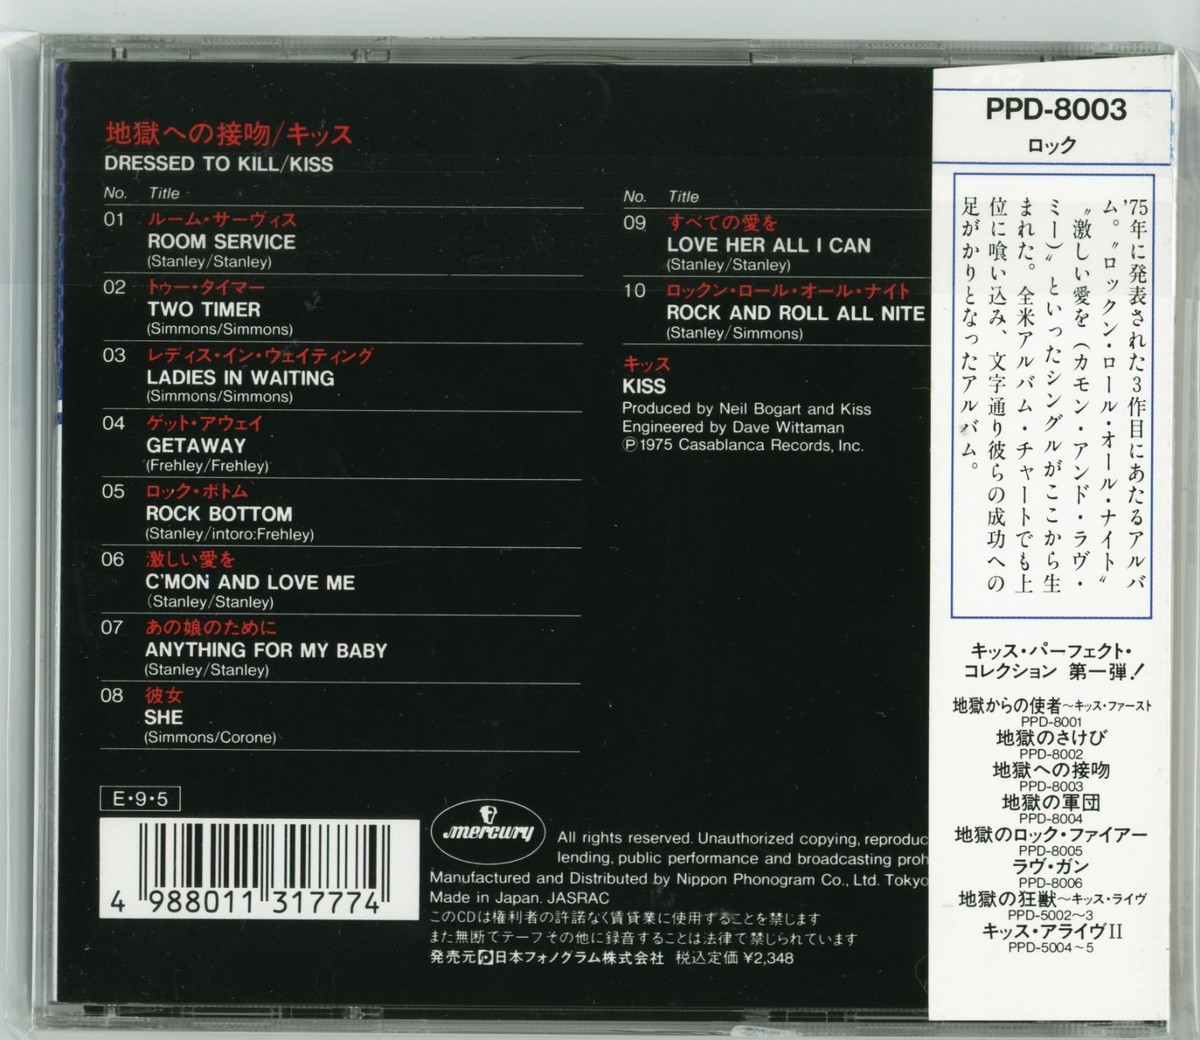 地獄への接吻/キッス
DRESSED TO KILL/KISS
No. Title
01 ルーム・サーヴィス
ROOM SERVICE
(Stanley/Stanley)
02 トゥー・タイマー
TWO TIMER
(Simmons/Simmons)
03 レディス・イン・ウェイティング
LADIES IN WAITING
(Simmons/Simmons)
04 ゲット・アウェイ
GETAWAY
(Frehley/Frehley)
05 ロック・ボトム
ROCK BOTTOM
(Stanley/intoro:Frehley)
06 激しい愛を
C'MON AND LOVE ME
(Stanley/Stanley)
07 あの娘のために
ANYTHING FOR MY BABY
(Stanley/Stanley)
08 彼女
SHE
(Simmons/Corone)
No. Title
09 すべての愛を
LOVE HER ALL I CAN
(Stanley/Stanley)
10 ロックン・ロール・オール・ナイト
ROCK AND ROLL ALL NITE
(Stanley/Simmons)
キッス
KISS
Produced by Neil Bogart and Kiss
Engineered by Dave Wittaman
Ⓟ1975 Casablanca Records, Inc.
E・9・5
4 988011 317774
mercury
All rights reserved. Unauthorized copying, reproduc
lending, public performance and broadcasting proh
Manufactured and Distributed by Nippon Phonogram Co., Ltd. Tokyo
Made in Japan. JASRAC
このCDは権利者の許諾なく賃貸業に使用することを禁じます
また無断でテープその他に録音することは法律で禁じられています
発売元 日本フォノグラム株式会社 税込定価¥2,348
PPD-8003
ロック
'75年に発表された3作目にあたるアルバ
ム。〝ロックン・ロール・オール・ナイト〟
〝激しい愛を(カモン・アンド・ラヴ・
ミー)〟といったシングルがここから生
まれた。全米アルバム・チャートでも上
位に喰い込み、文字通り彼らの成功への
足がかりとなったアルバム。
キッス・パーフェクト・
コレクション 第一弾!
地獄からの使者~キッス・ファースト
PPD-8001
地獄のさけび
PPD-8002
地獄への接吻
PPD-8003
地獄の軍団
PPD-8004
地獄のロック・ファイアー
PPD-8005
ラヴ・ガン
PPD-8006
地獄の狂獣~キッス・ライヴ
PPD-5002~3
キッス・アライヴII
PPD-5004~5